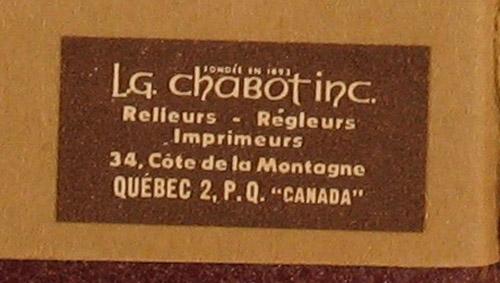 FONDÉE EN 1893
L.G. CHABOT INC.
Relieurs - Régleurs
Imprimeurs
34, Côte de la Montagne
QUÉBEC 2, P.Q. "CANADA"